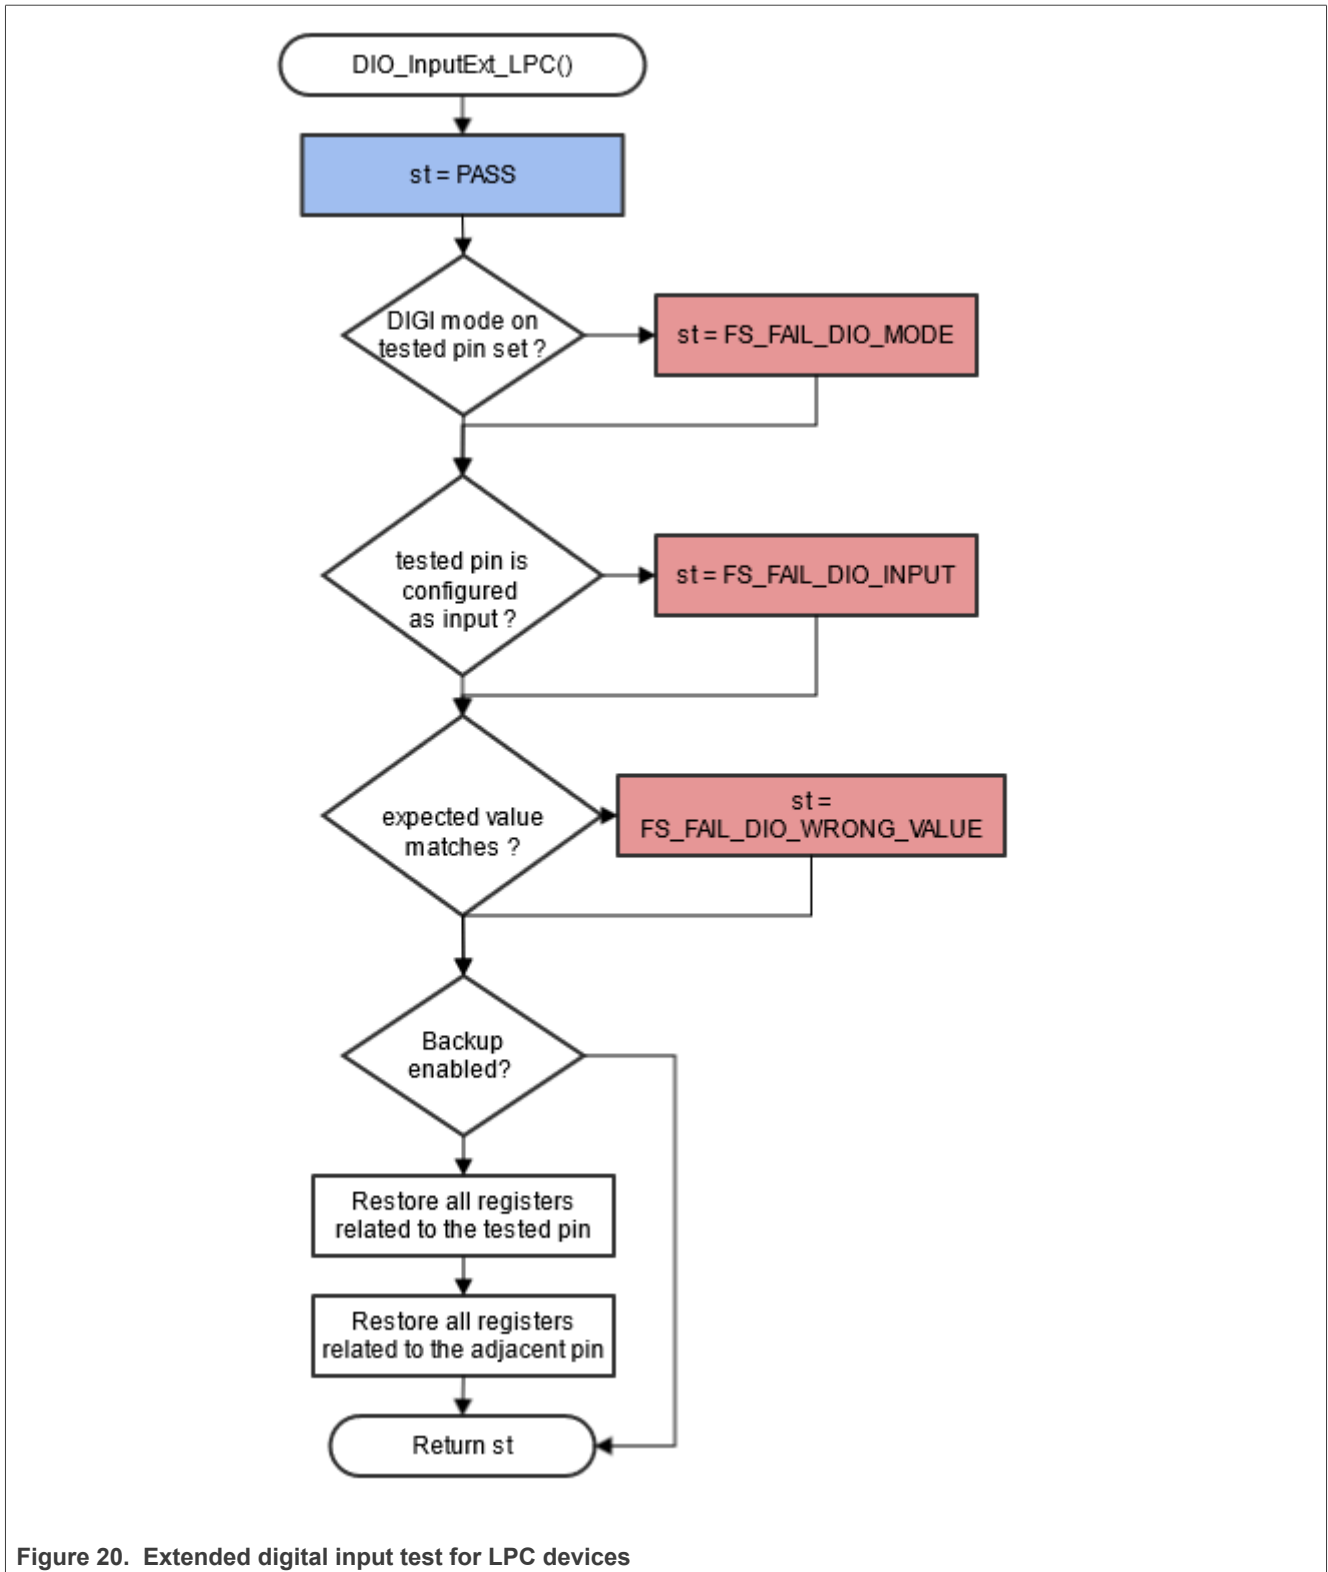 DIO_InputExt_LPC()
st = PASS
DIGI mode on
tested pin set ?
st = FS_FAIL_DIO_MODE
tested pin is
configured
as input ?
st = FS_FAIL_DIO_INPUT
expected value
matches ?
st =
FS_FAIL_DIO_WRONG_VALUE
Backup
enabled?
Restore all registers
related to the tested pin
Restore all registers
related to the adjacent pin
Return st
Figure 20. Extended digital input test for LPC devices